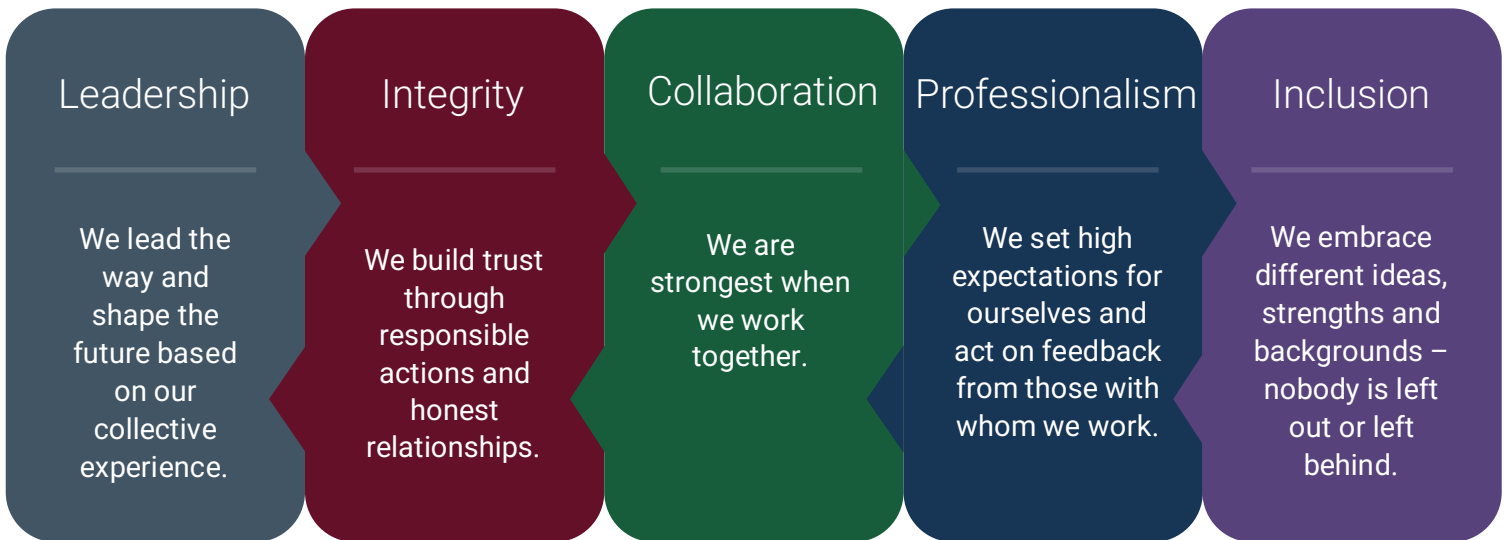 Leadership
We lead the
way and
shape the
future based
on our
collective
experience.
Integrity
We build trust
through
responsible
actions and
honest
relationships.
Collaboration
We are
strongest when
we work
together.
Professionalism
We set high
expectations for
ourselves and
act on feedback
from those with
whom we work.
Inclusion
We embrace
different ideas,
strengths and
backgrounds –
nobody is left
out or left
behind.